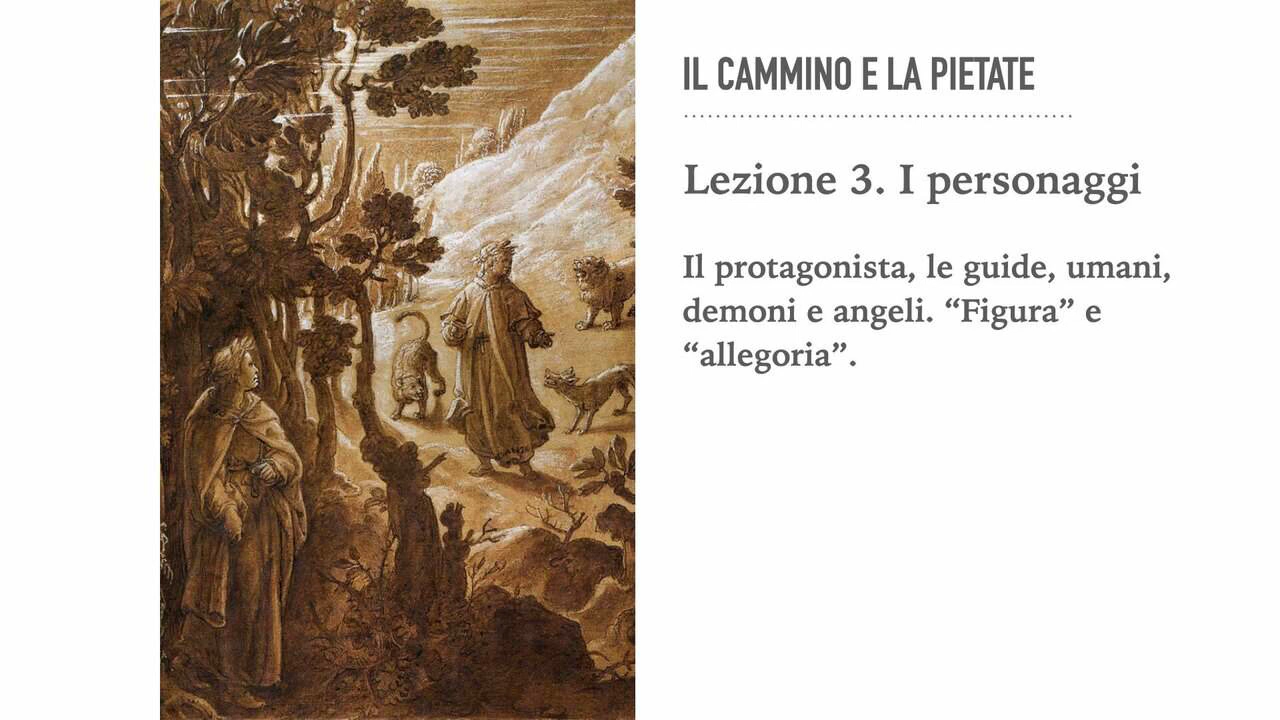 IL CAMMINO E LA PIETATE
Lezione 3. I personaggi
Il protagonista, le guide, umani,
demoni e angeli. “Figura” e
“allegoria”.